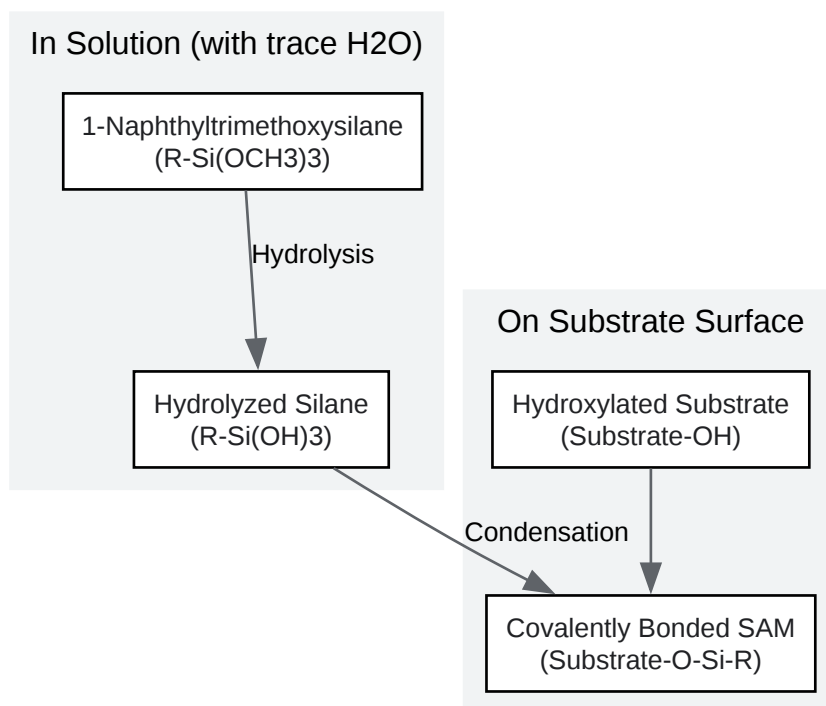 In Solution (with trace H2O)
1-Naphthyltrimethoxysilane
(R-Si(OCH3)3)
Hydrolysis
Hydrolyzed Silane
(R-Si(OH)3)
On Substrate Surface
Hydroxylated Substrate
(Substrate-OH)
Condensation
Covalently Bonded SAM
(Substrate-O-Si-R)